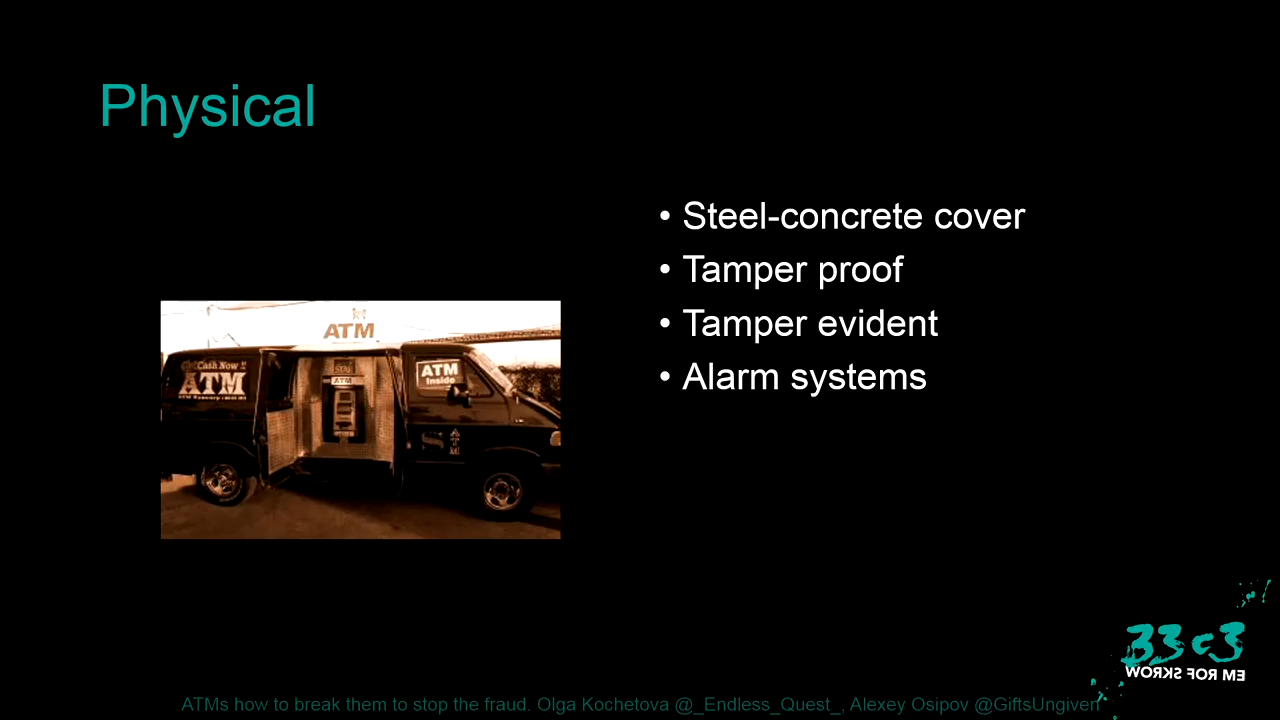 Physical
• Steel-concrete cover
• Tamper proof
• Tamper evident
• Alarm systems
ATM
Cash Now !!
ATM
ATM
ATM
Inside
S
ATM
33c3
WORKS FOR ME
ATMs how to break them to stop the fraud. Olga Kochetova @_Endless_Quest_, Alexey Osipov @GiftsUngiven